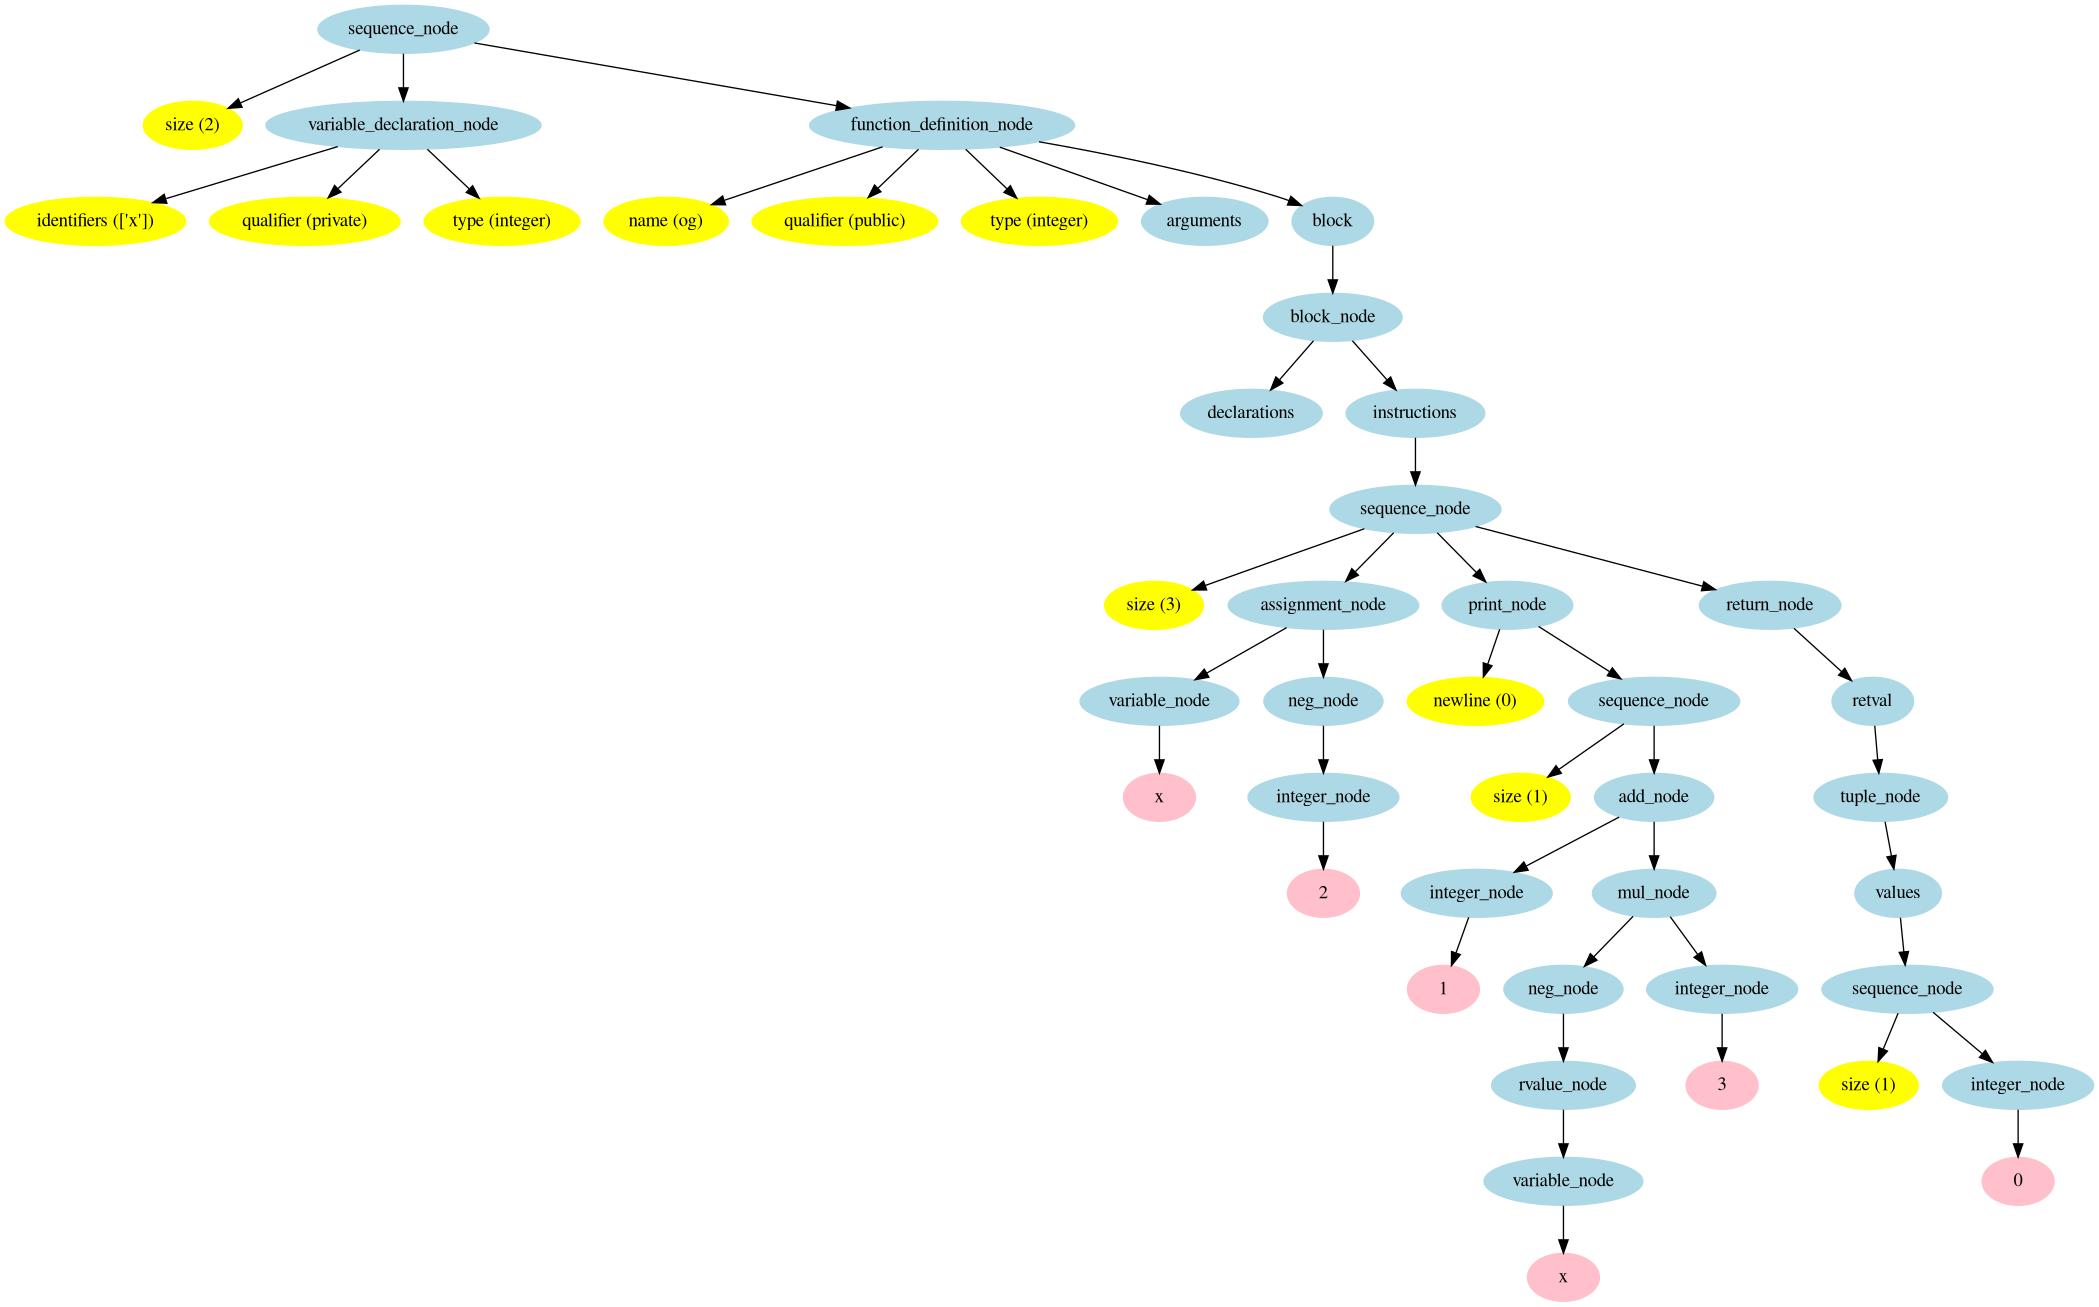 sequence_node
size (2)
variable_declaration_node
function_definition_node
identifiers (['x'])
qualifier (private)
type (integer)
name (og)
qualifier (public)
type (integer)
arguments
block
block_node
declarations
instructions
sequence_node
size (3)
assignment_node
print_node
return_node
variable_node
neg_node
newline (0)
sequence_node
retval
x
integer_node
size (1)
add_node
tuple_node
2
integer_node
mul_node
values
1
neg_node
integer_node
sequence_node
rvalue_node
3
size (1)
integer_node
variable_node
0
x